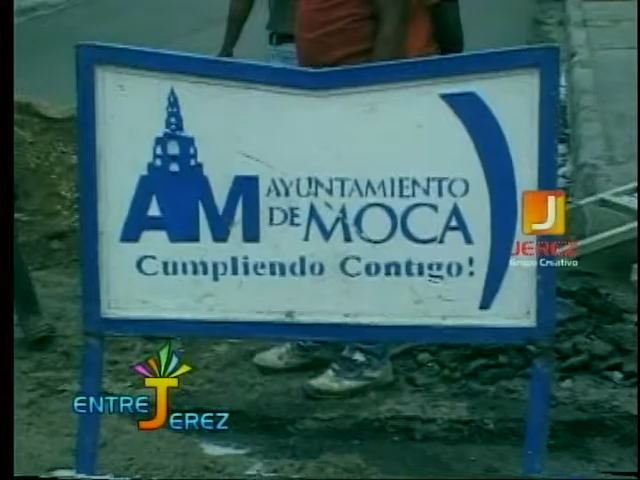 AM
AYUNTAMIENTO
DE MOCA
Cumpliendo Contigo!
J
JEREZ
Grupo Creativo
ENTRE JEREZ